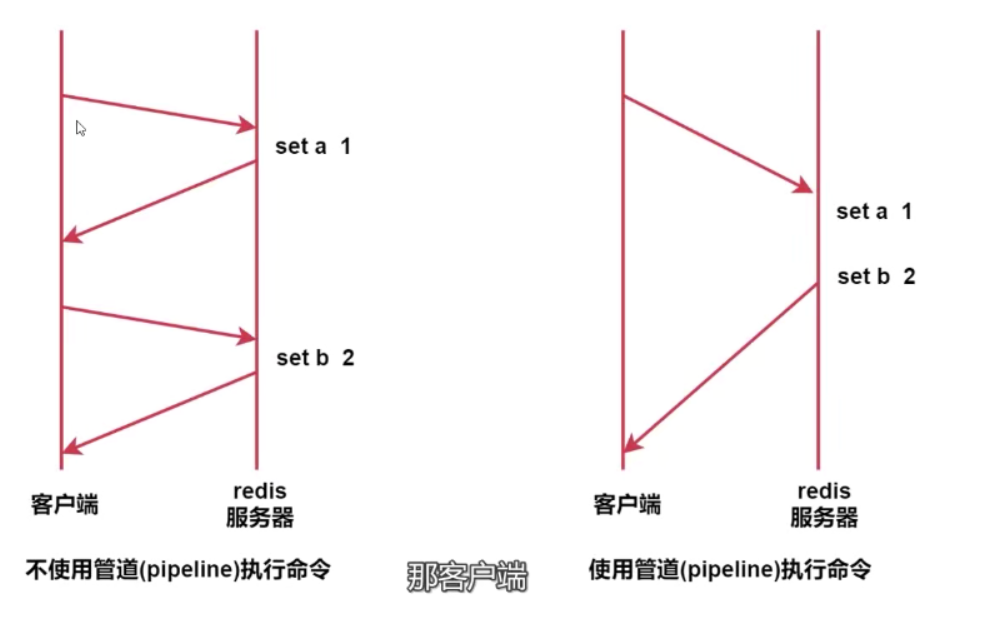 set a 1
set b 2
客户端
redis
服务器
不使用管道(pipeline)执行命令
set a 1
set b 2
客户端
redis
服务器
使用管道(pipeline)执行命令
那客户端